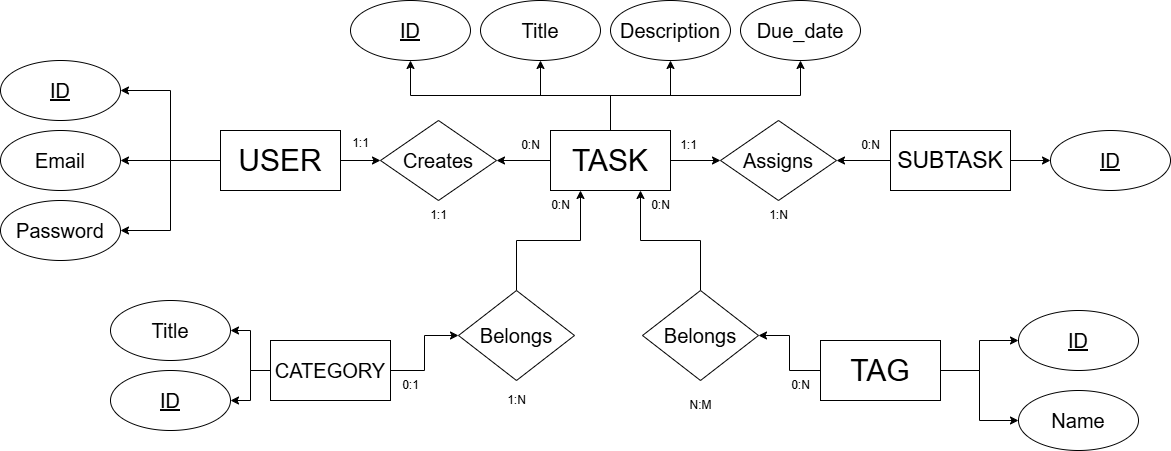 ID
Title
Description
Due_date
ID
Email
Password
USER
1:1
Creates
1:1
0:N
TASK
1:1
Assigns
1:N
0:N
SUBTASK
ID
0:N
0:N
Title
ID
CATEGORY
0:1
Belongs
1:N
Belongs
N:M
0:N
TAG
ID
Name